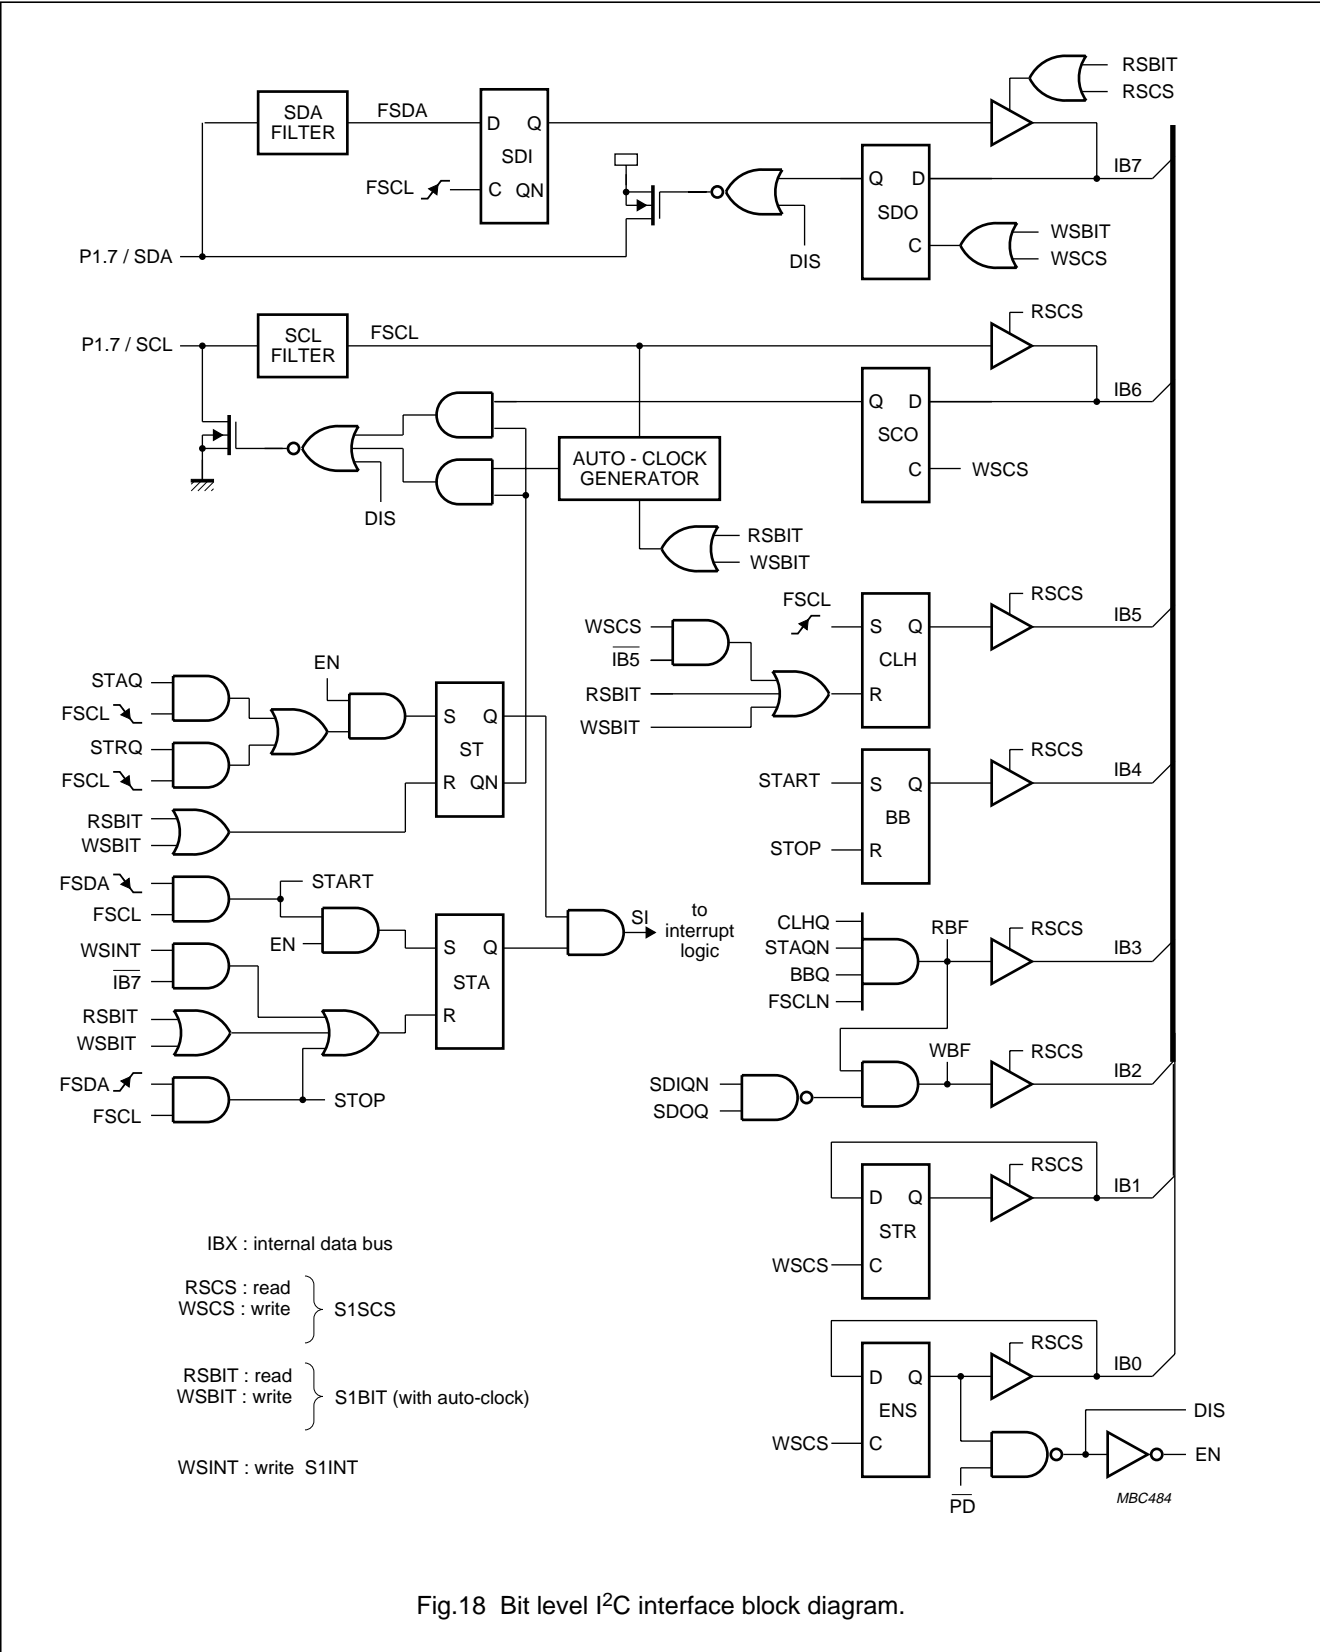 RSBIT
RSCS
SDA
FILTER
FSDA
D Q
SDI
C QN
FSCL
IB7
Q D
SDO
C
WSBIT
WSCS
DIS
P1.7 / SDA
RSCS
P1.7 / SCL
SCL
FILTER
FSCL
IB6
Q D
SCO
C
WSCS
AUTO - CLOCK
GENERATOR
DIS
RSBIT
WSBIT
FSCL
RSCS
IB5
WSCS
IB5
RSBIT
WSBIT
S Q
CLH
R
EN
STAQ
FSCL
STRQ
FSCL
S Q
ST
R QN
RSBIT
WSBIT
RSCS
IB4
START
STOP
S Q
BB
R
FSDA
FSCL
START
EN
WSINT
IB7
RSBIT
WSBIT
FSDA
FSCL
STOP
S Q
STA
R
SI
to
interrupt
logic
CLHQ
STAQN
BBQ
FSCLN
RBF
RSCS
IB3
WBF
RSCS
IB2
SDIQN
SDOQ
RSCS
IB1
D Q
STR
C
WSCS
IBX : internal data bus
RSCS : read
WSCS : write
S1SCS
RSBIT : read
WSBIT : write
S1BIT (with auto-clock)
WSINT : write S1INT
RSCS
IB0
D Q
ENS
C
WSCS
DIS
EN
PD
MBC484
Fig.18 Bit level I²C interface block diagram.